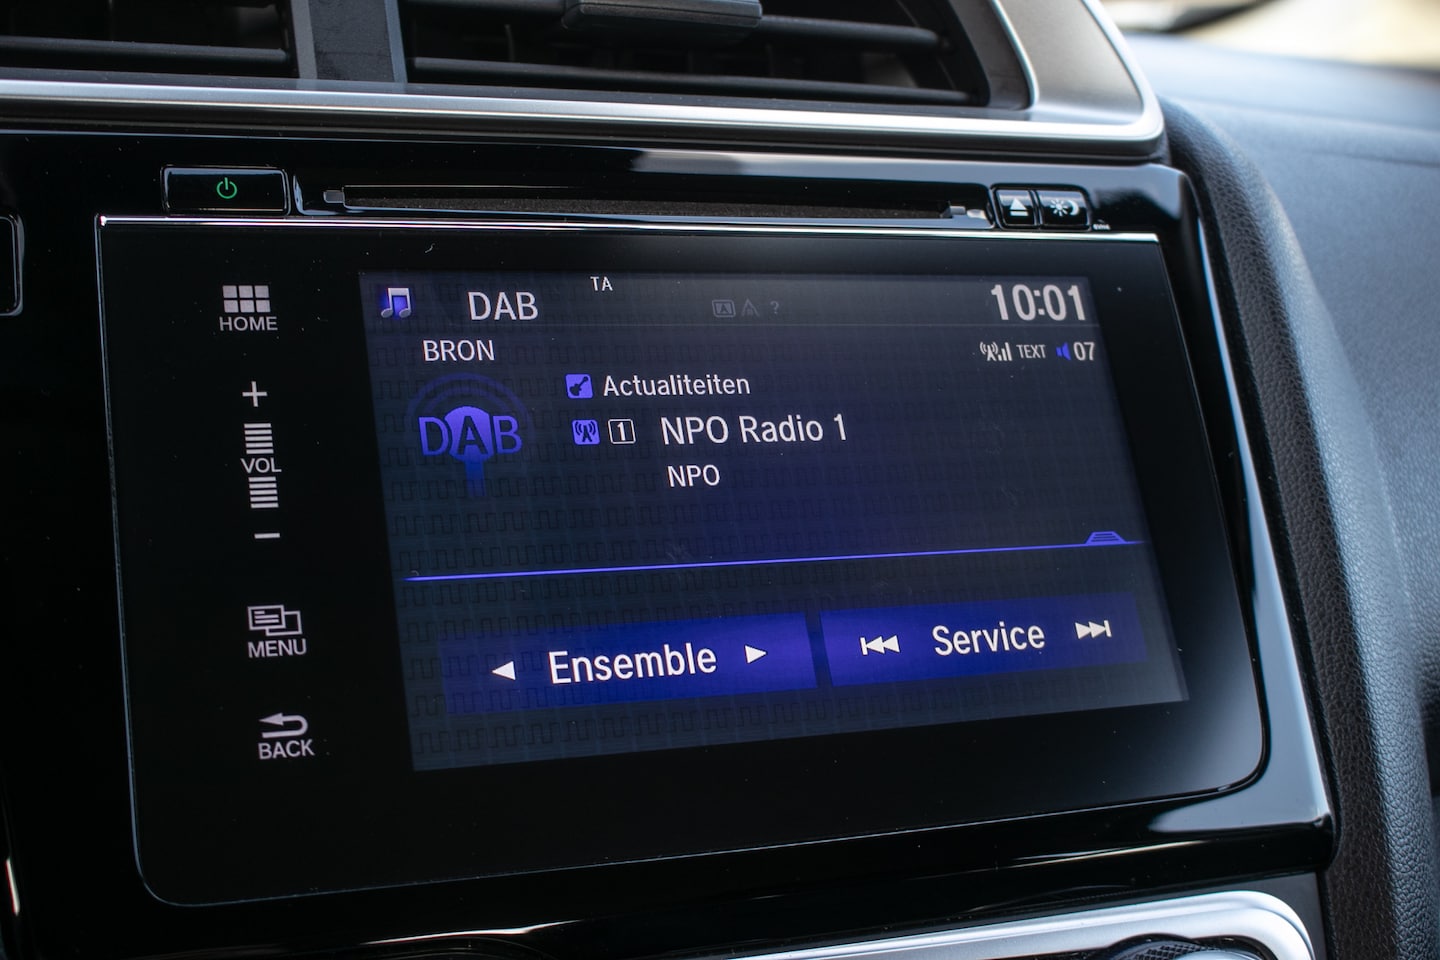 HOME
+
VOL
−
MENU
BACK
DAB
TA
?
10:01
BRON
TEXT 07
DAB
Actualiteiten
1 NPO Radio 1
NPO
Ensemble
Service